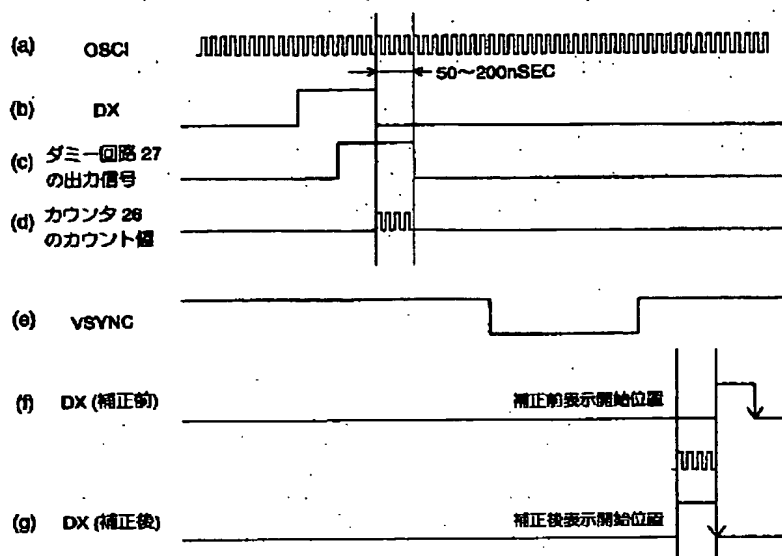 (a) OSCI
50〜200nSEC
(b) DX
(c) ダミー回路 27
の出力信号
(d) カウンタ 26
のカウント値
(e) VSYNC
(f) DX (補正前) 補正前表示開始位置
(g) DX (補正後) 補正後表示開始位置